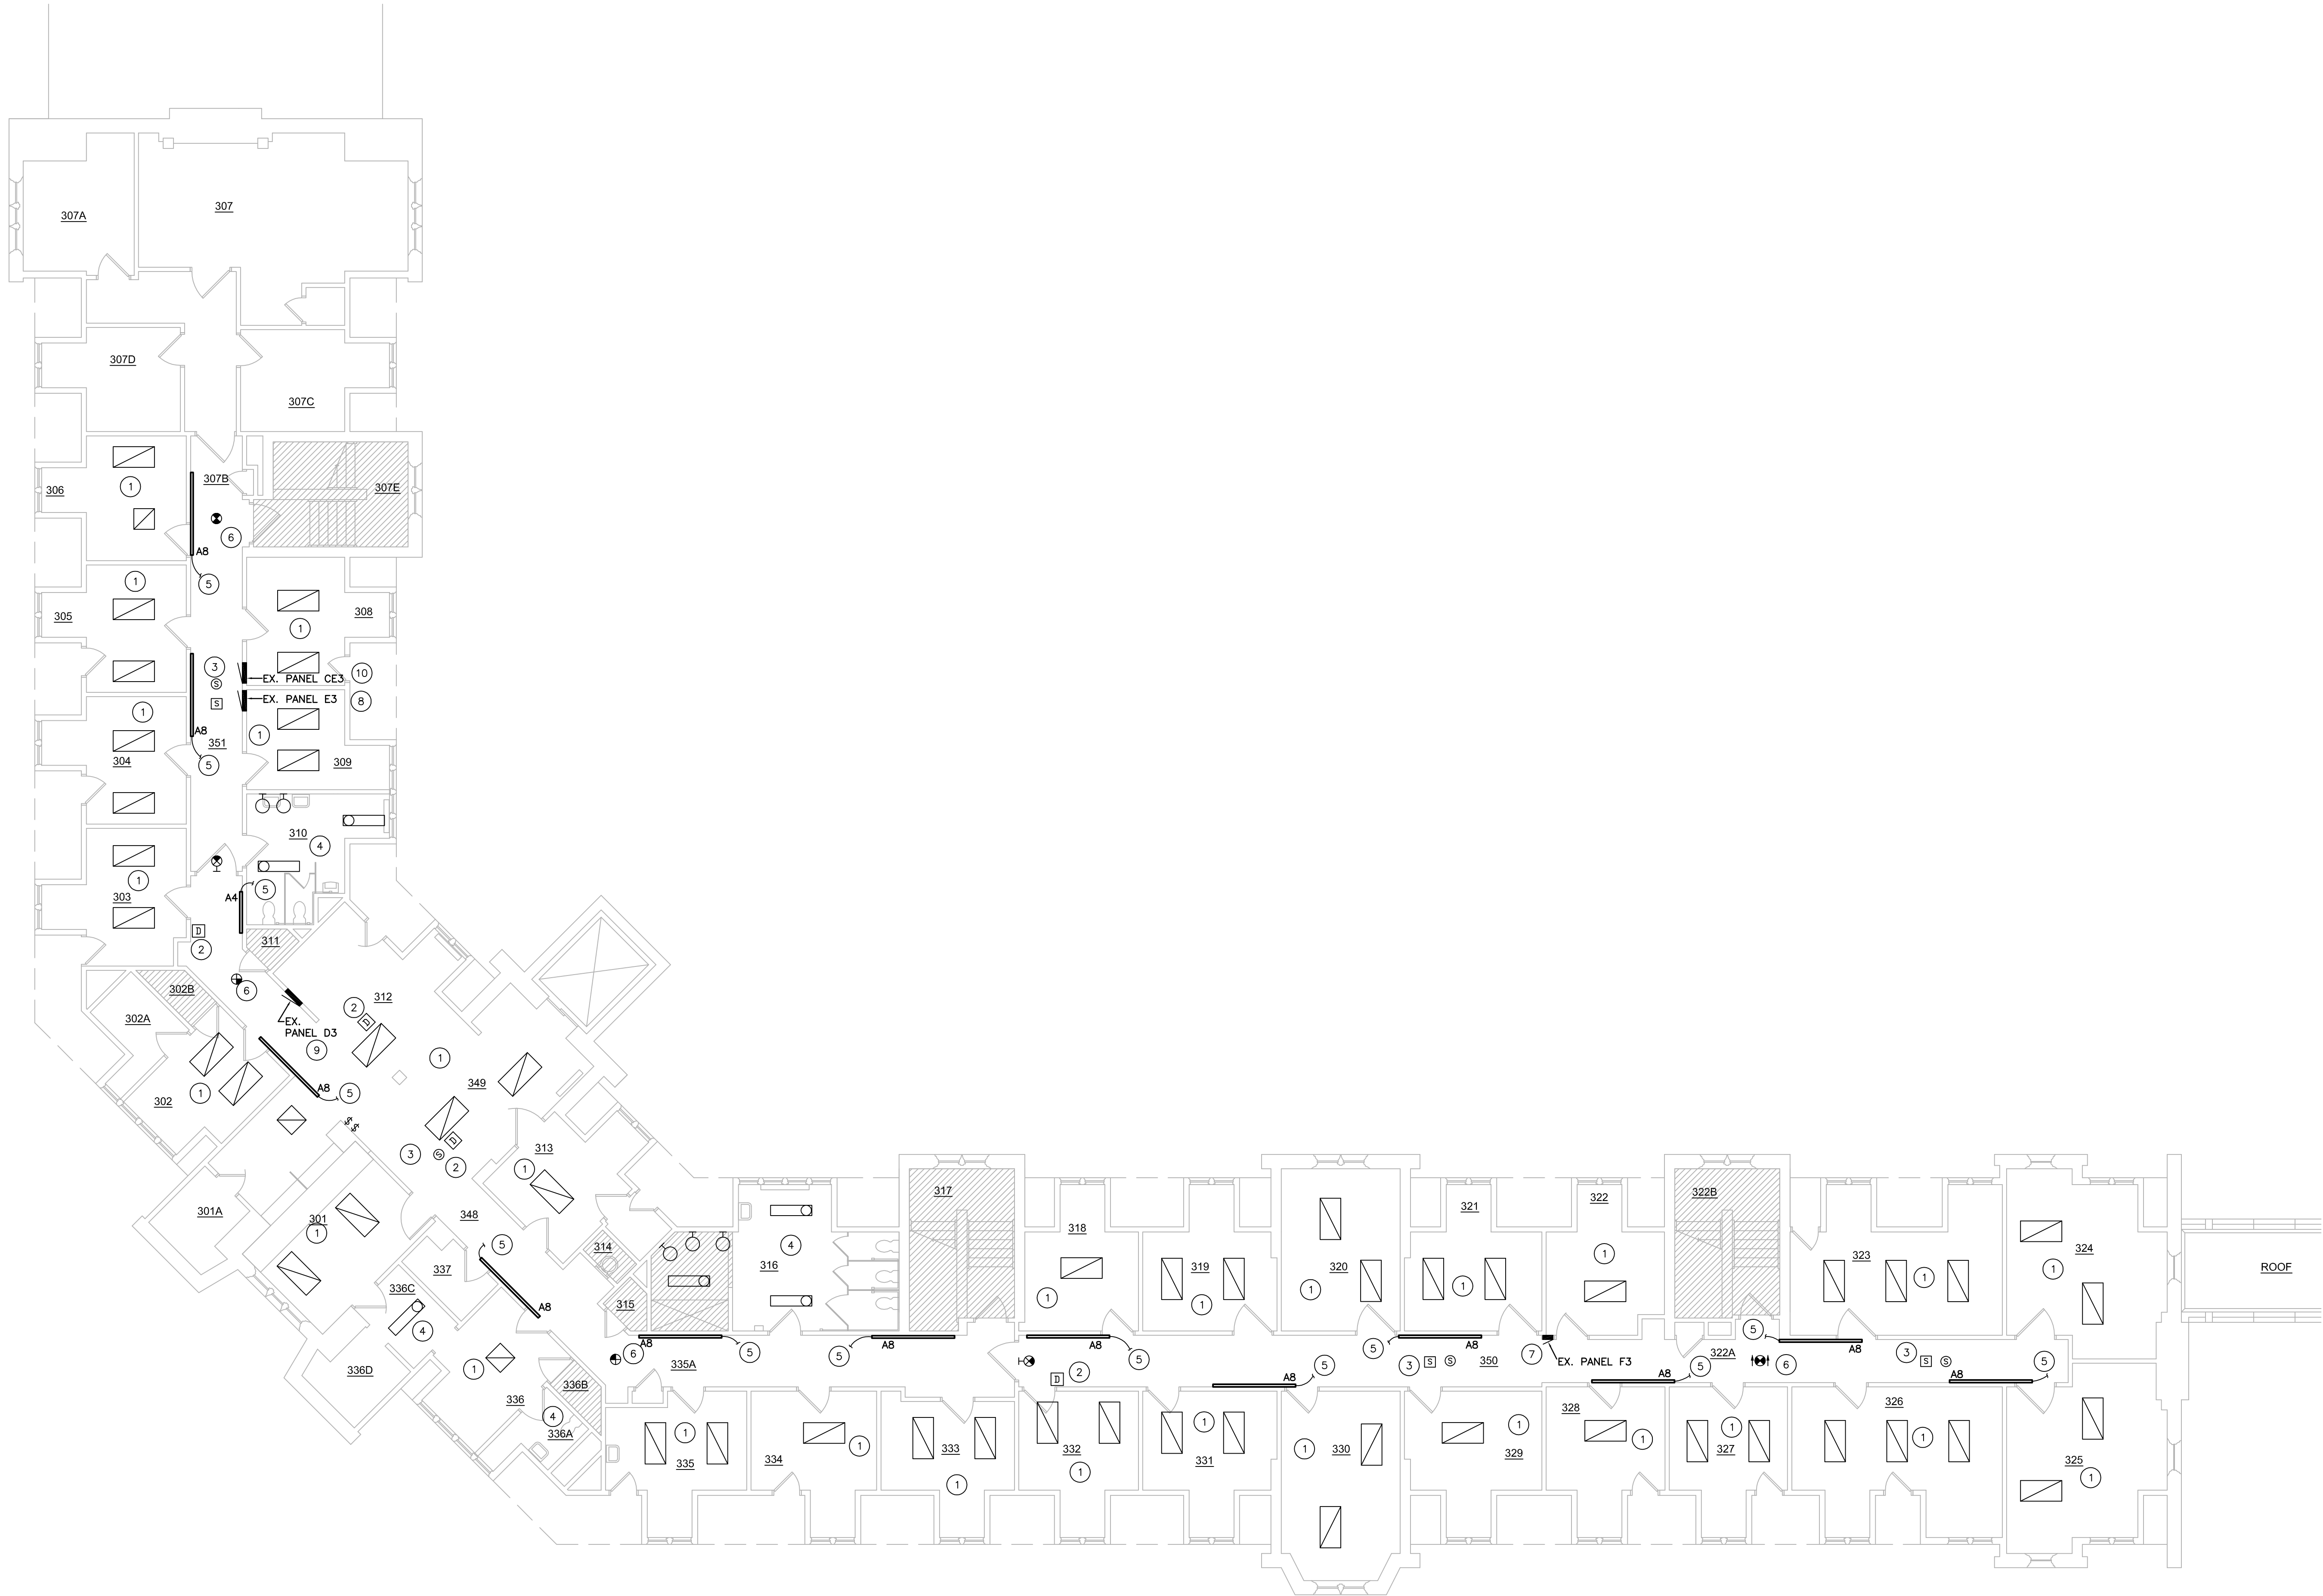 307A
307
307D
307C
307B
307E
306
1
6
A8
5
1
305
308
1
3
S
S
10
EX. PANEL CE3
EX. PANEL E3
8
1
1
A8
351
5
304
309
310
4
1
303
A4
5
D
2
311
6
302B
302A
312
2
D
EX.
PANEL D3
9
1
349
302
1
A8
5
$
$
3
S
D
2
313
1
301A
301
1
348
5
337
336C
4
A8
336D
1
336
336B
4
336A
314
315
316
4
317
318
1
319
1
320
1
321
1
322
1
322B
323
1
324
1
ROOF
A8
6
335A
5
5
A8
A8
5
2
D
A8
5
5
A8
3
S
S
350
7
EX. PANEL F3
5
322A
6
5
A8
A8
3
S
S
A8
5
335
1
334
1
333
1
332
1
331
1
330
1
329
1
328
1
327
1
326
1
325
1